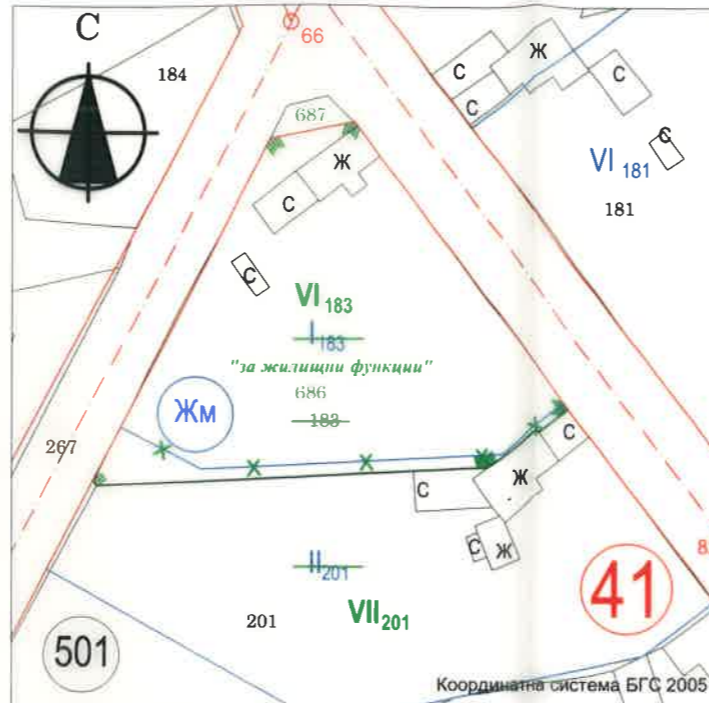 С
184
66
687
Ж
С
С
С
Ж
С
С
С
VI 181
181
VI 183
I 183
"за жилищни функции"
686
183
Жм
267
С
Ж
С
С
Ж
II 201
201
VII 201
41
501
8
Координатна система БГС 2005